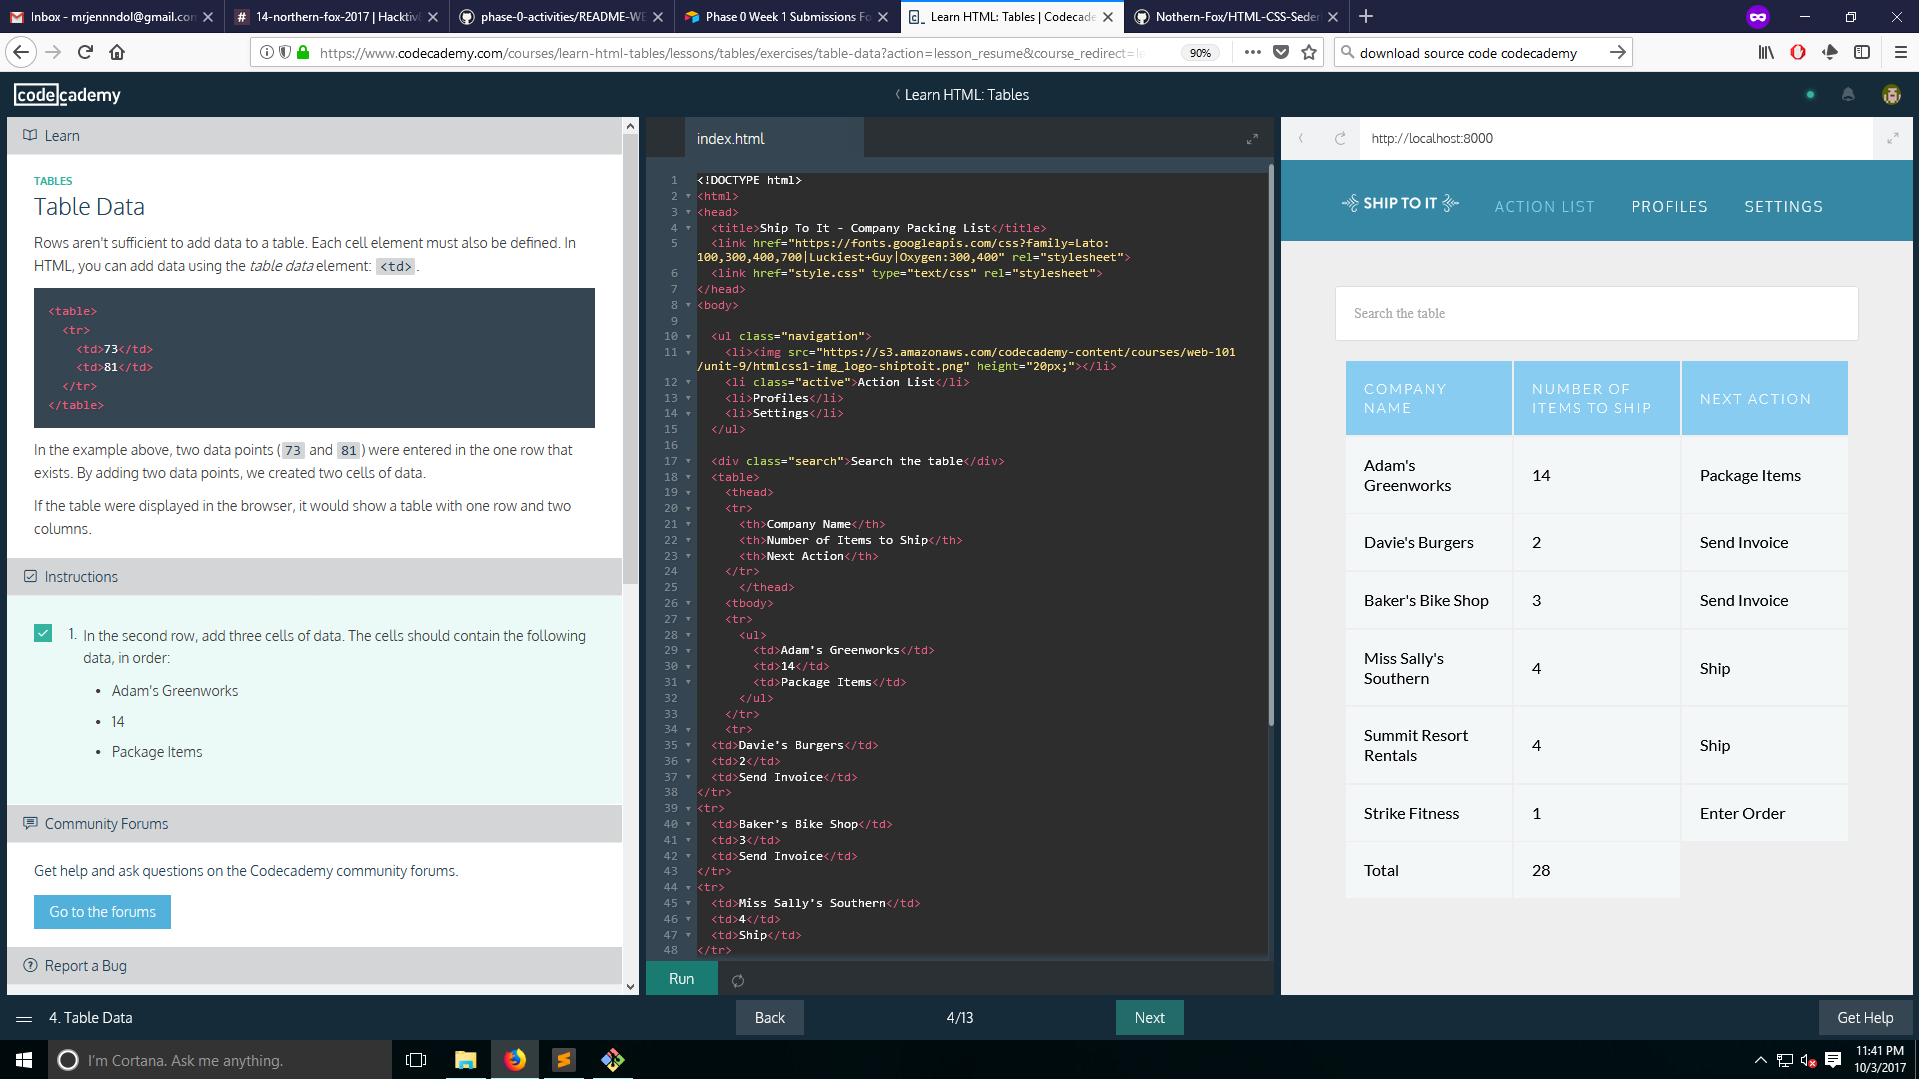 Inbox - mrjennndol@gmail.con
14-northern-fox-2017 | Hacktiv
phase-0-activities/README-WE
Phase 0 Week 1 Submissions Fo
Learn HTML: Tables | Codecade
Nothern-Fox/HTML-CSS-Seder
https://www.codecademy.com/courses/learn-html-tables/lessons/tables/exercises/table-data?action=lesson_resume&course_redirect=le
90%
download source code codecademy
codecademy
Learn HTML: Tables
Learn
TABLES
Table Data
Rows aren't sufficient to add data to a table. Each cell element must also be defined. In
HTML, you can add data using the table data element: <td> .
<table>
<tr>
<td>73</td>
<td>81</td>
</tr>
</table>
In the example above, two data points ( 73 and 81 ) were entered in the one row that
exists. By adding two data points, we created two cells of data.
If the table were displayed in the browser, it would show a table with one row and two
columns.
Instructions
1. In the second row, add three cells of data. The cells should contain the following
data, in order:
• Adam's Greenworks
• 14
• Package Items
Community Forums
Get help and ask questions on the Codecademy community forums.
Go to the forums
Report a Bug
index.html
1 <!DOCTYPE html>
2 <html>
3 <head>
4 <title>Ship To It - Company Packing List</title>
5 <link href="https://fonts.googleapis.com/css?family=Lato:
100,300,400,700|Luckiest+Guy|Oxygen:300,400" rel="stylesheet">
6 <link href="style.css" type="text/css" rel="stylesheet">
7 </head>
8 <body>
9
10 <ul class="navigation">
11 <li><img src="https://s3.amazonaws.com/codecademy-content/courses/web-101
/unit-9/htmlcss1-img_logo-shiptoit.png" height="20px;"></li>
12 <li class="active">Action List</li>
13 <li>Profiles</li>
14 <li>Settings</li>
15 </ul>
16
17 <div class="search">Search the table</div>
18 <table>
19 <thead>
20 <tr>
21 <th>Company Name</th>
22 <th>Number of Items to Ship</th>
23 <th>Next Action</th>
24 </tr>
25 </thead>
26 <tbody>
27 <tr>
28 <ul>
29 <td>Adam's Greenworks</td>
30 <td>14</td>
31 <td>Package Items</td>
32 </ul>
33 </tr>
34 <tr>
35 <td>Davie's Burgers</td>
36 <td>2</td>
37 <td>Send Invoice</td>
38 </tr>
39 <tr>
40 <td>Baker's Bike Shop</td>
41 <td>3</td>
42 <td>Send Invoice</td>
43 </tr>
44 <tr>
45 <td>Miss Sally's Southern</td>
46 <td>4</td>
47 <td>Ship</td>
48 </tr>
Run
http://localhost:8000
SHIP TO IT
ACTION LIST
PROFILES
SETTINGS
Search the table
COMPANY NAME
NUMBER OF ITEMS TO SHIP
NEXT ACTION
Adam's Greenworks 14 Package Items
Davie's Burgers 2 Send Invoice
Baker's Bike Shop 3 Send Invoice
Miss Sally's Southern 4 Ship
Summit Resort Rentals 4 Ship
Strike Fitness 1 Enter Order
Total 28
4. Table Data
Back
4/13
Next
Get Help
I'm Cortana. Ask me anything.
11:41 PM
10/3/2017